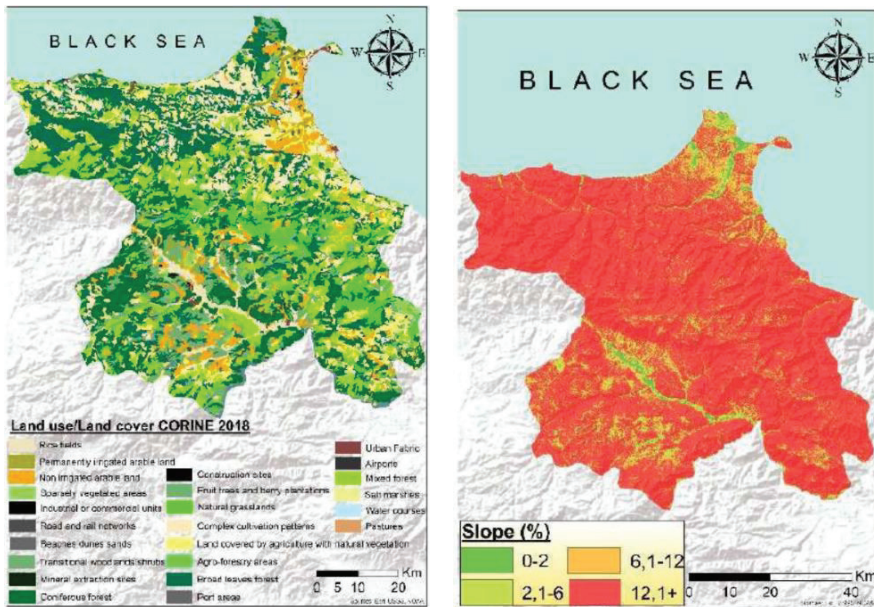 BLACK SEA
N
W
E
S
Land use/Land cover CORINE 2018
Rice fields
Permanently irrigated arable land
Non irrigated arable land
Sparsely vegetated areas
Industrial or commercial units
Road and rail networks
Beaches dunes sands
Transitional woodlands shrubs
Mineral extraction sites
Coniferous forest
Construction sites
Fruit trees and berry plantations
Natural grasslands
Complex cultivation patterns
Land covered by agriculture with natural vegetation
Agro-forestry areas
Broad leaves forest
Port areas
Urban Fabric
Airports
Mixed forest
Salt marshes
Water courses
Pastures
Km
0 5 10 20
BLACK SEA
N
W
E
S
Slope (%)
0-2
2,1-6
6,1-12
12,1+
Km
0 10 20 40